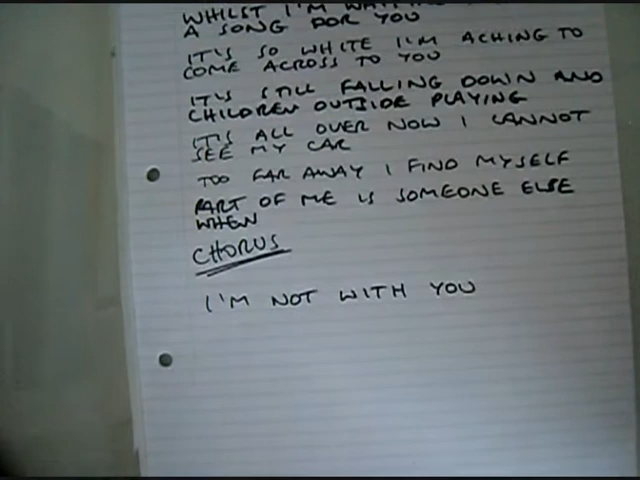 WHILST I'M WAITING
A SONG FOR YOU
IT'S SO WHITE I'M ACHING TO
COME ACROSS TO YOU
IT'S STILL FALLING DOWN AND
CHILDREN OUTSIDE PLAYING
IT'S ALL OVER NOW I CANNOT
SEE MY CAR
TOO FAR AWAY I FIND MYSELF
PART OF ME IS SOMEONE ELSE
WHEN
CHORUS
I'M NOT WITH YOU